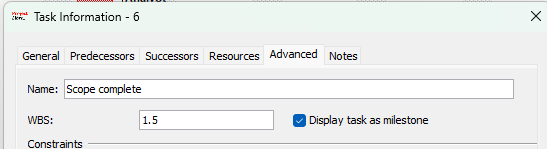 Task Information - 6
General Predecessors Successors Resources Advanced Notes
Name: Scope complete
WBS: 1.5 Display task as milestone
Constraints